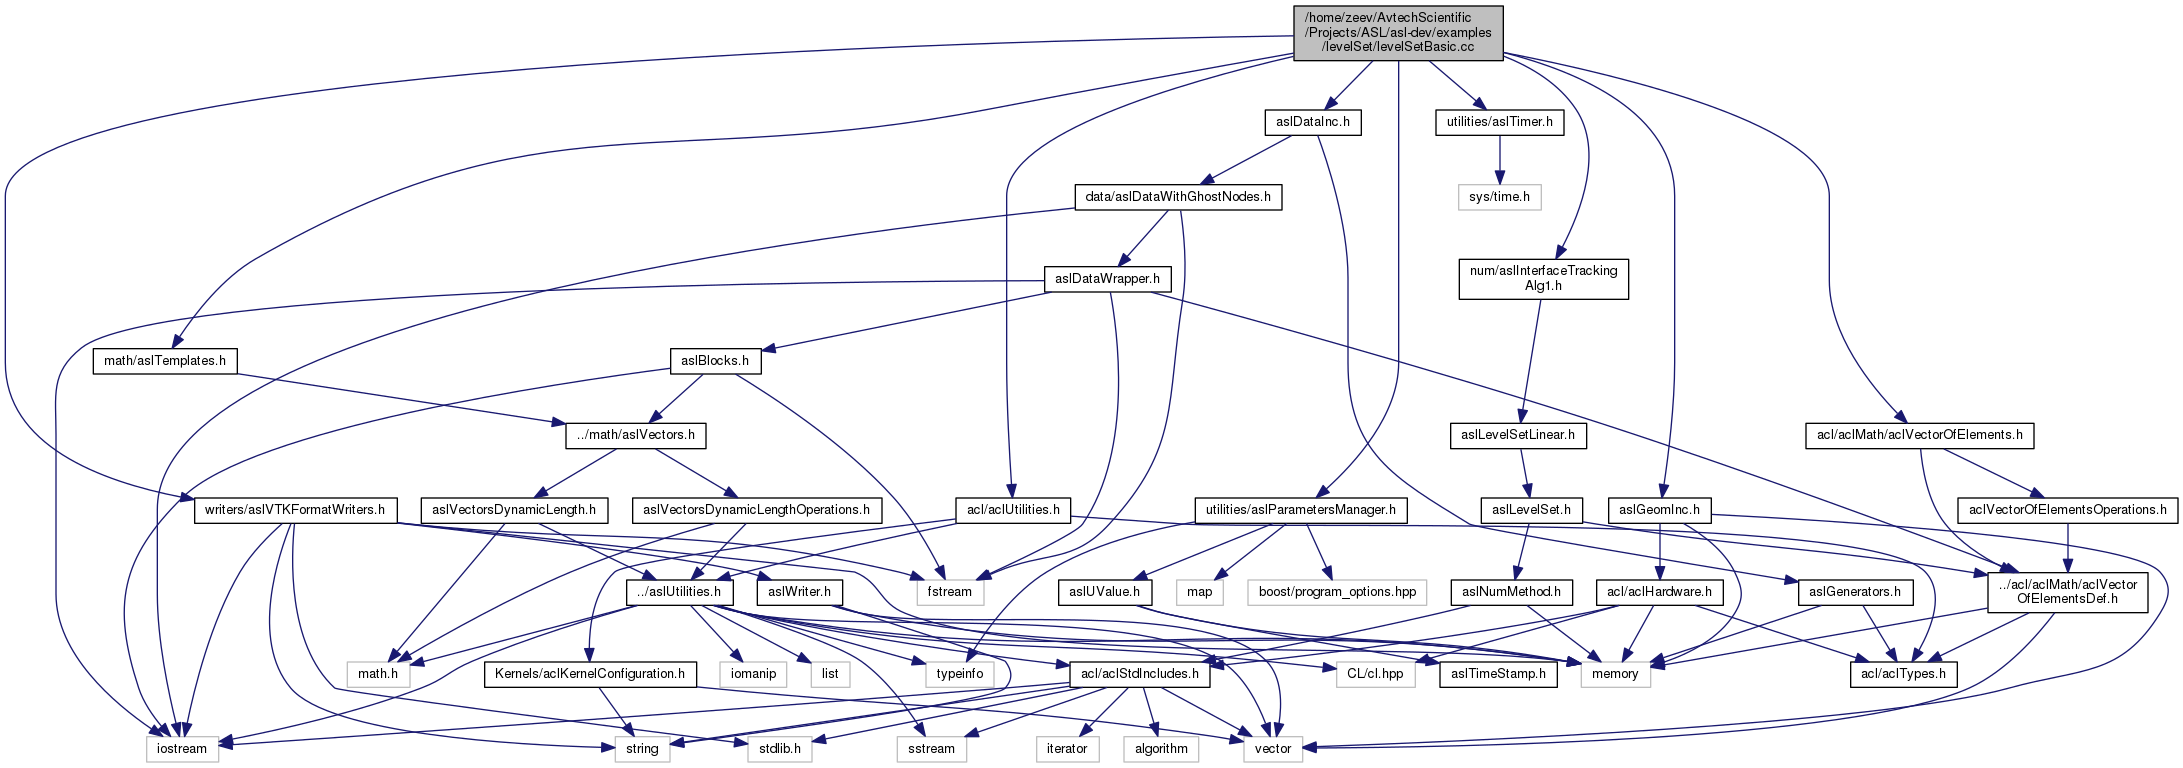 /home/zeev/AvtechScientific
/Projects/ASL/asl-dev/examples
/levelSet/levelSetBasic.cc
aslDataInc.h
utilities/aslTimer.h
data/aslDataWithGhostNodes.h
sys/time.h
aslDataWrapper.h
num/aslInterfaceTracking
Alg1.h
math/aslTemplates.h
aslBlocks.h
../math/aslVectors.h
aslLevelSetLinear.h
acl/aclMath/aclVectorOfElements.h
writers/aslVTKFormatWriters.h
aslVectorsDynamicLength.h
aslVectorsDynamicLengthOperations.h
acl/aclUtilities.h
utilities/aslParametersManager.h
aslLevelSet.h
aslGeomInc.h
aclVectorOfElementsOperations.h
../aslUtilities.h
aslWriter.h
fstream
aslUValue.h
map
boost/program_options.hpp
aslNumMethod.h
acl/aclHardware.h
aslGenerators.h
../acl/aclMath/aclVector
OfElementsDef.h
math.h
Kernels/aclKernelConfiguration.h
iomanip
list
typeinfo
acl/aclStdIncludes.h
CL/cl.hpp
aslTimeStamp.h
memory
acl/aclTypes.h
iostream
string
stdlib.h
sstream
iterator
algorithm
vector